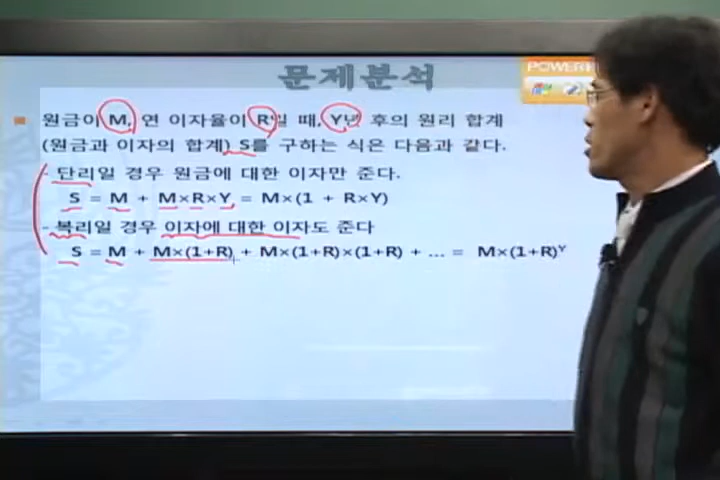 문제분석
POWER
원금이 M, 연 이자율이 R일 때, Y년 후의 원리 합계
(원금과 이자의 합계) S를 구하는 식은 다음과 같다.
- 단리일 경우 원금에 대한 이자만 준다.
S = M + M×R×Y, = M×(1 + R×Y)
- 복리일 경우 이자에 대한 이자도 준다
S = M + M×(1+R) + M×(1+R)×(1+R) + ... = M×(1+R)ʸ